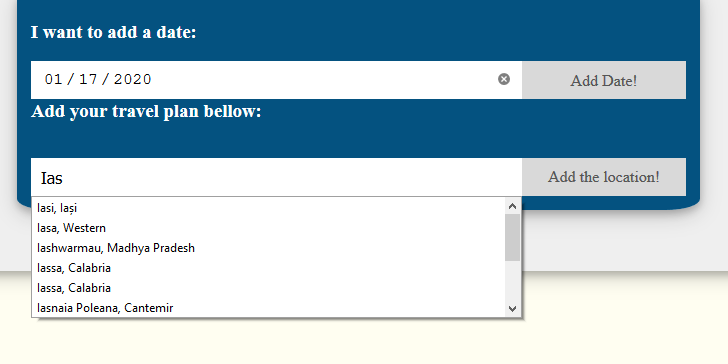 I want to add a date:
01 / 17 / 2020
Add Date!
Add your travel plan bellow:
Ias
Add the location!
Iasi, Iași
Iasa, Western
Iashwarmau, Madhya Pradesh
Iassa, Calabria
Iassa, Calabria
Iasnaia Poleana, Cantemir